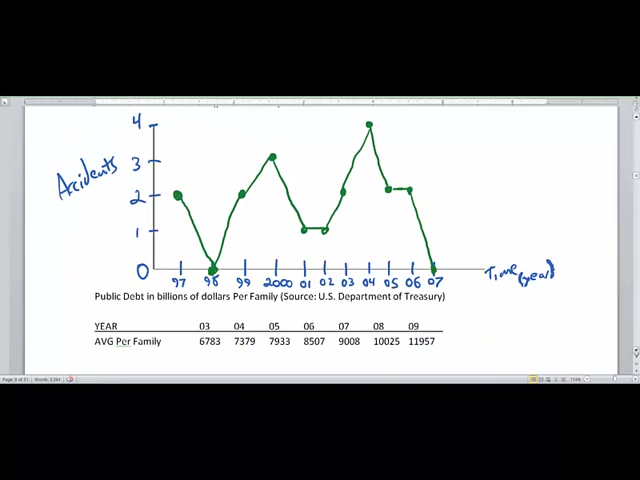 4
Accidents
3
2
1
0
97 98 99 2000 01 02 03 04 05 06 07
Time (year)
Public Debt in billions of dollars Per Family (Source: U.S. Department of Treasury)
YEAR 03 04 05 06 07 08 09
AVG Per Family 6783 7379 7933 8507 9008 10025 11957